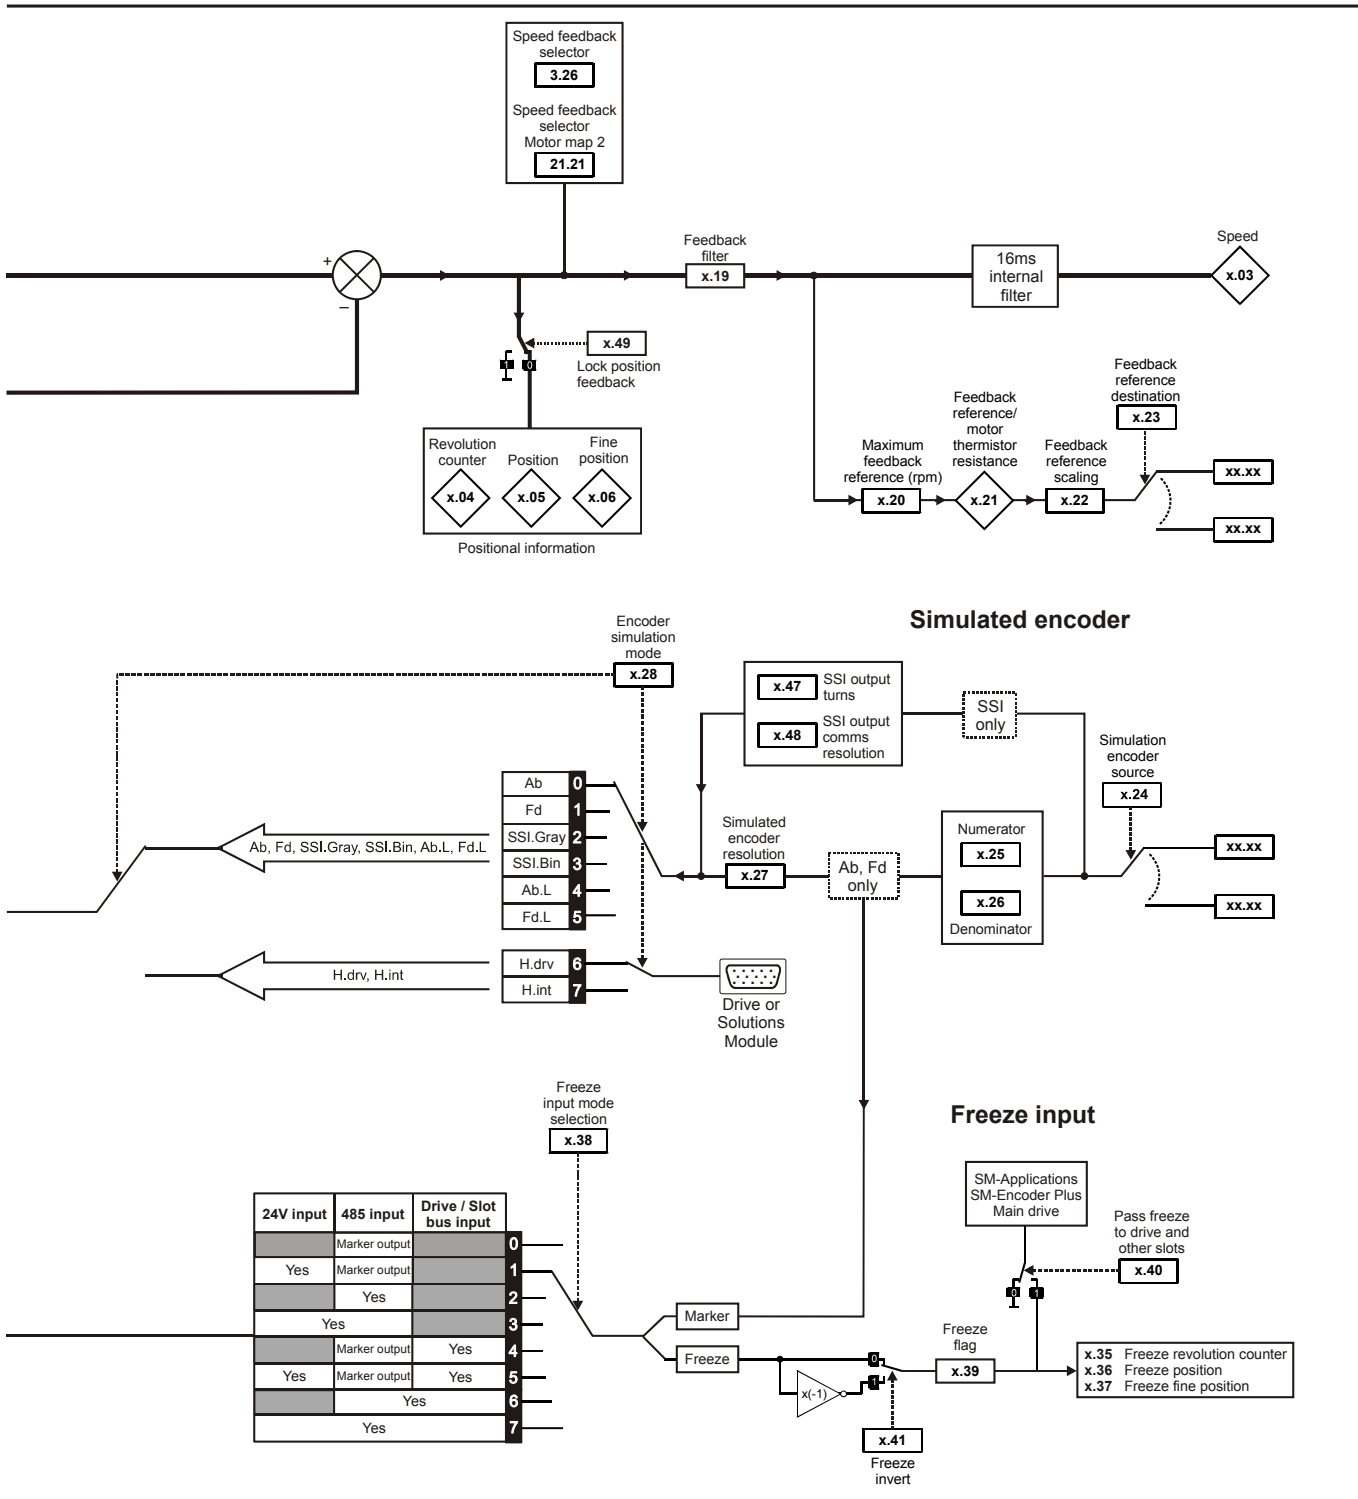 Speed feedback
selector
3.26
Speed feedback
selector
Motor map 2
21.21
+
−
Feedback
filter
x.19
16ms
internal
filter
Speed
x.03
x.49
Lock position
feedback
1 0
Revolution
counter
x.04
Position
x.05
Fine
position
x.06
Positional information
Maximum
feedback
reference (rpm)
x.20
Feedback
reference/
motor
thermistor
resistance
x.21
Feedback
reference
scaling
x.22
Feedback
reference
destination
x.23
xx.xx
xx.xx
Simulated encoder
Encoder
simulation
mode
x.28
x.47 SSI output
turns
x.48 SSI output
comms
resolution
SSI
only
Simulation
encoder
source
x.24
Ab 0
Fd 1
SSI.Gray 2
SSI.Bin 3
Ab.L 4
Fd.L 5
Ab, Fd, SSI.Gray, SSI.Bin, Ab.L, Fd.L
Simulated
encoder
resolution
x.27
Ab, Fd
only
Numerator
x.25
x.26
Denominator
xx.xx
xx.xx
H.drv 6
H.int 7
H.drv, H.int
Drive or
Solutions
Module
Freeze
input mode
selection
x.38
Freeze input
SM-Applications
SM-Encoder Plus
Main drive
Pass freeze
to drive and
other slots
x.40
0 1
24V input 485 input Drive / Slot
bus input
Marker output 0
Yes Marker output 1
Yes 2
Yes 3
Marker output Yes 4
Yes Marker output Yes 5
Yes 6
Yes 7
Marker
Freeze
x(-1)
0
1
x.41
Freeze
invert
Freeze
flag
x.39
x.35 Freeze revolution counter
x.36 Freeze position
x.37 Freeze fine position